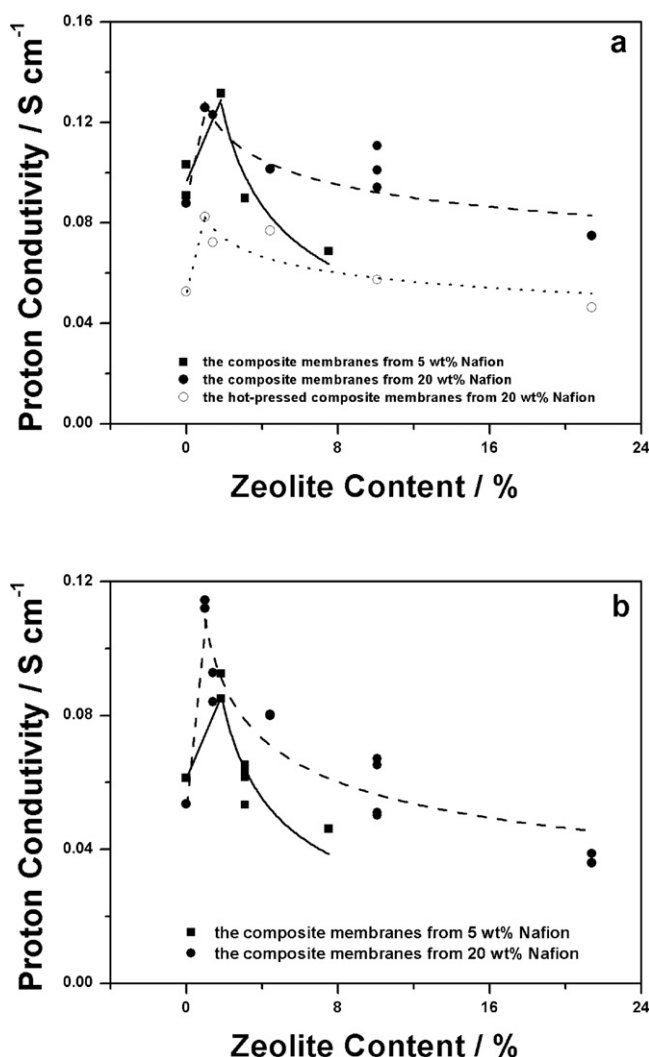 a
0.16
0.12
0.08
0.04
0.00
Proton Condutivity / S cm⁻¹
the composite membranes from 5 wt% Nafion
the composite membranes from 20 wt% Nafion
the hot-pressed composite membranes from 20 wt% Nafion
0 8 16 24
Zeolite Content / %
b
0.12
0.08
0.04
0.00
Proton Condutivity / S cm⁻¹
the composite membranes from 5 wt% Nafion
the composite membranes from 20 wt% Nafion
0 8 16 24
Zeolite Content / %